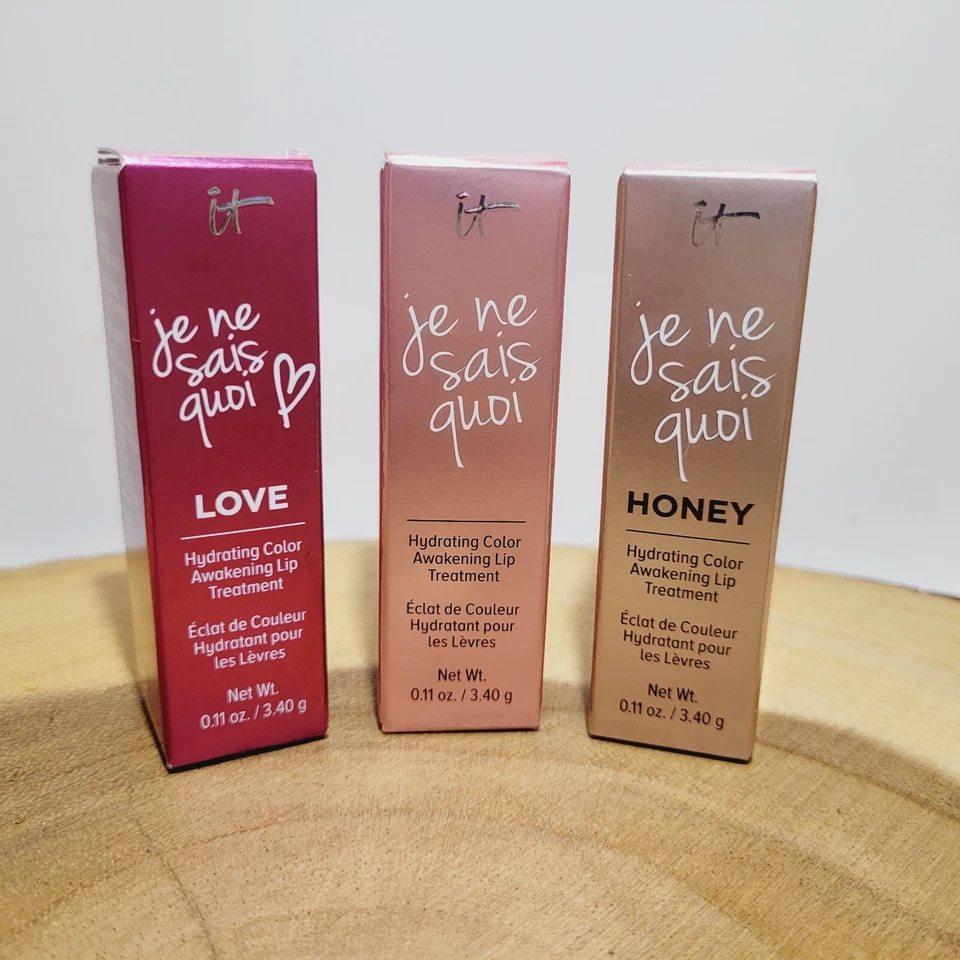 it
je ne
sais
quoi
LOVE
Hydrating Color
Awakening Lip
Treatment
Éclat de Couleur
Hydratant pour
les Lèvres
Net Wt.
0.11 oz. / 3.40 g
it
je ne
sais
quoi
Hydrating Color
Awakening Lip
Treatment
Éclat de Couleur
Hydratant pour
les Lèvres
Net Wt.
0.11 oz. / 3.40 g
it
je ne
sais
quoi
HONEY
Hydrating Color
Awakening Lip
Treatment
Éclat de Couleur
Hydratant pour
les Lèvres
Net Wt.
0.11 oz. / 3.40 g